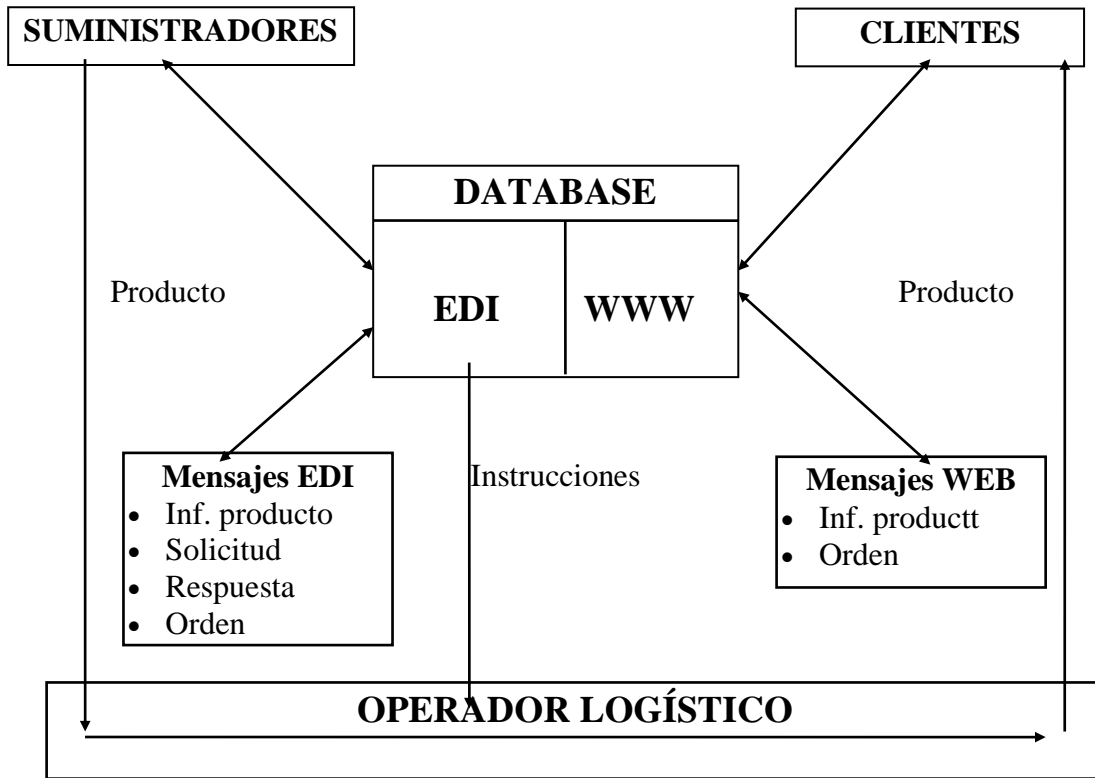 SUMINISTRADORES
CLIENTES
DATABASE
EDI
WWW
Producto
Producto
Mensajes EDI
• Inf. producto
• Solicitud
• Respuesta
• Orden
Instrucciones
Mensajes WEB
• Inf. productt
• Orden
OPERADOR LOGÍSTICO